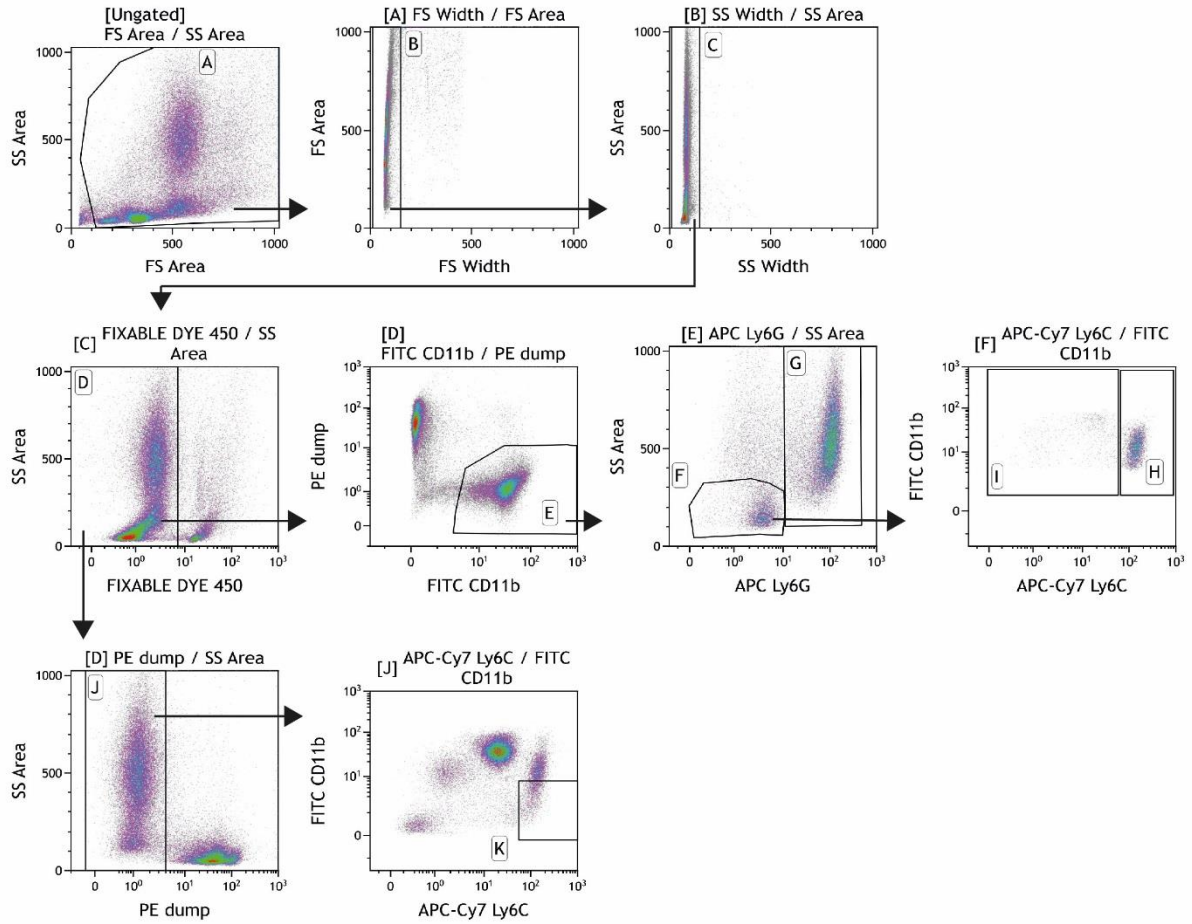 [Ungated]
FS Area / SS Area
1000
500
0
SS Area
A
0
500
1000
FS Area
[A] FS Width / FS Area
1000
500
0
FS Area
B
0
500
1000
FS Width
[B] SS Width / SS Area
1000
500
0
SS Area
C
0
500
1000
SS Width
[C] FIXABLE DYE 450 / SS
Area
1000
500
0
SS Area
D
0
10¹
10²
10³
FIXABLE DYE 450
[D]
FITC CD11b / PE dump
10³
10²
10¹
10⁰
0
PE dump
E
0
10⁰
10¹
10²
10³
FITC CD11b
[E] APC Ly6G / SS Area
1000
500
0
SS Area
F
G
0
10⁰
10¹
10²
10³
APC Ly6G
[F] APC-Cy7 Ly6C / FITC
CD11b
10³
10²
10¹
0
FITC CD11b
I
H
0
10¹
10²
10³
APC-Cy7 Ly6C
[D] PE dump / SS Area
1000
500
0
SS Area
J
0
10⁰
10¹
10²
10³
PE dump
[J] APC-Cy7 Ly6C / FITC
CD11b
10³
10²
10¹
0
FITC CD11b
K
0
10¹
10²
10³
APC-Cy7 Ly6C